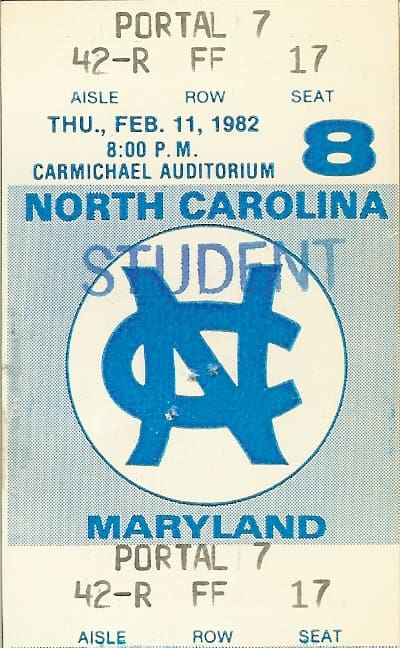 PORTAL 7
42-R FF 17
AISLE ROW SEAT
THU., FEB. 11, 1982
8:00 P.M.
CARMICHAEL AUDITORIUM
8
NORTH CAROLINA
STUDENT
NC
MARYLAND
PORTAL 7
42-R FF 17
AISLE ROW SEAT